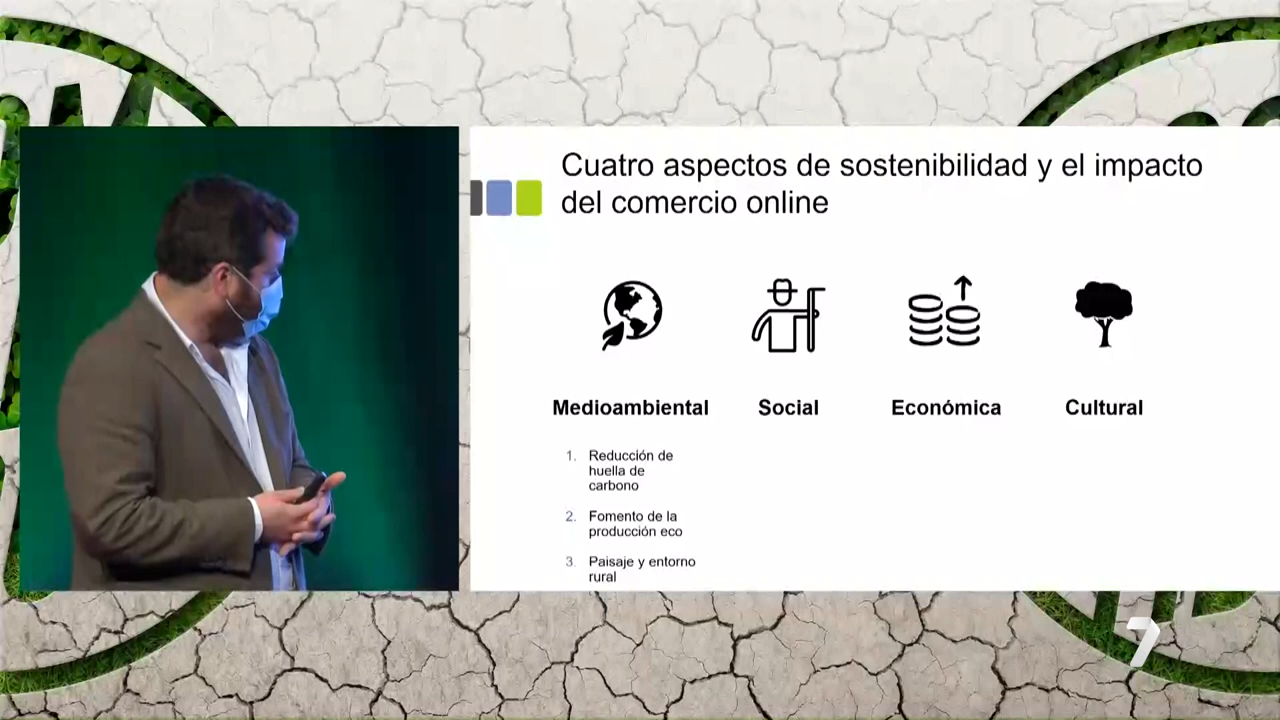 Cuatro aspectos de sostenibilidad y el impacto
del comercio online
Medioambiental
Social
Económica
Cultural
1. Reducción de
huella de
carbono
2. Fomento de la
producción eco
3. Paisaje y entorno
rural
7